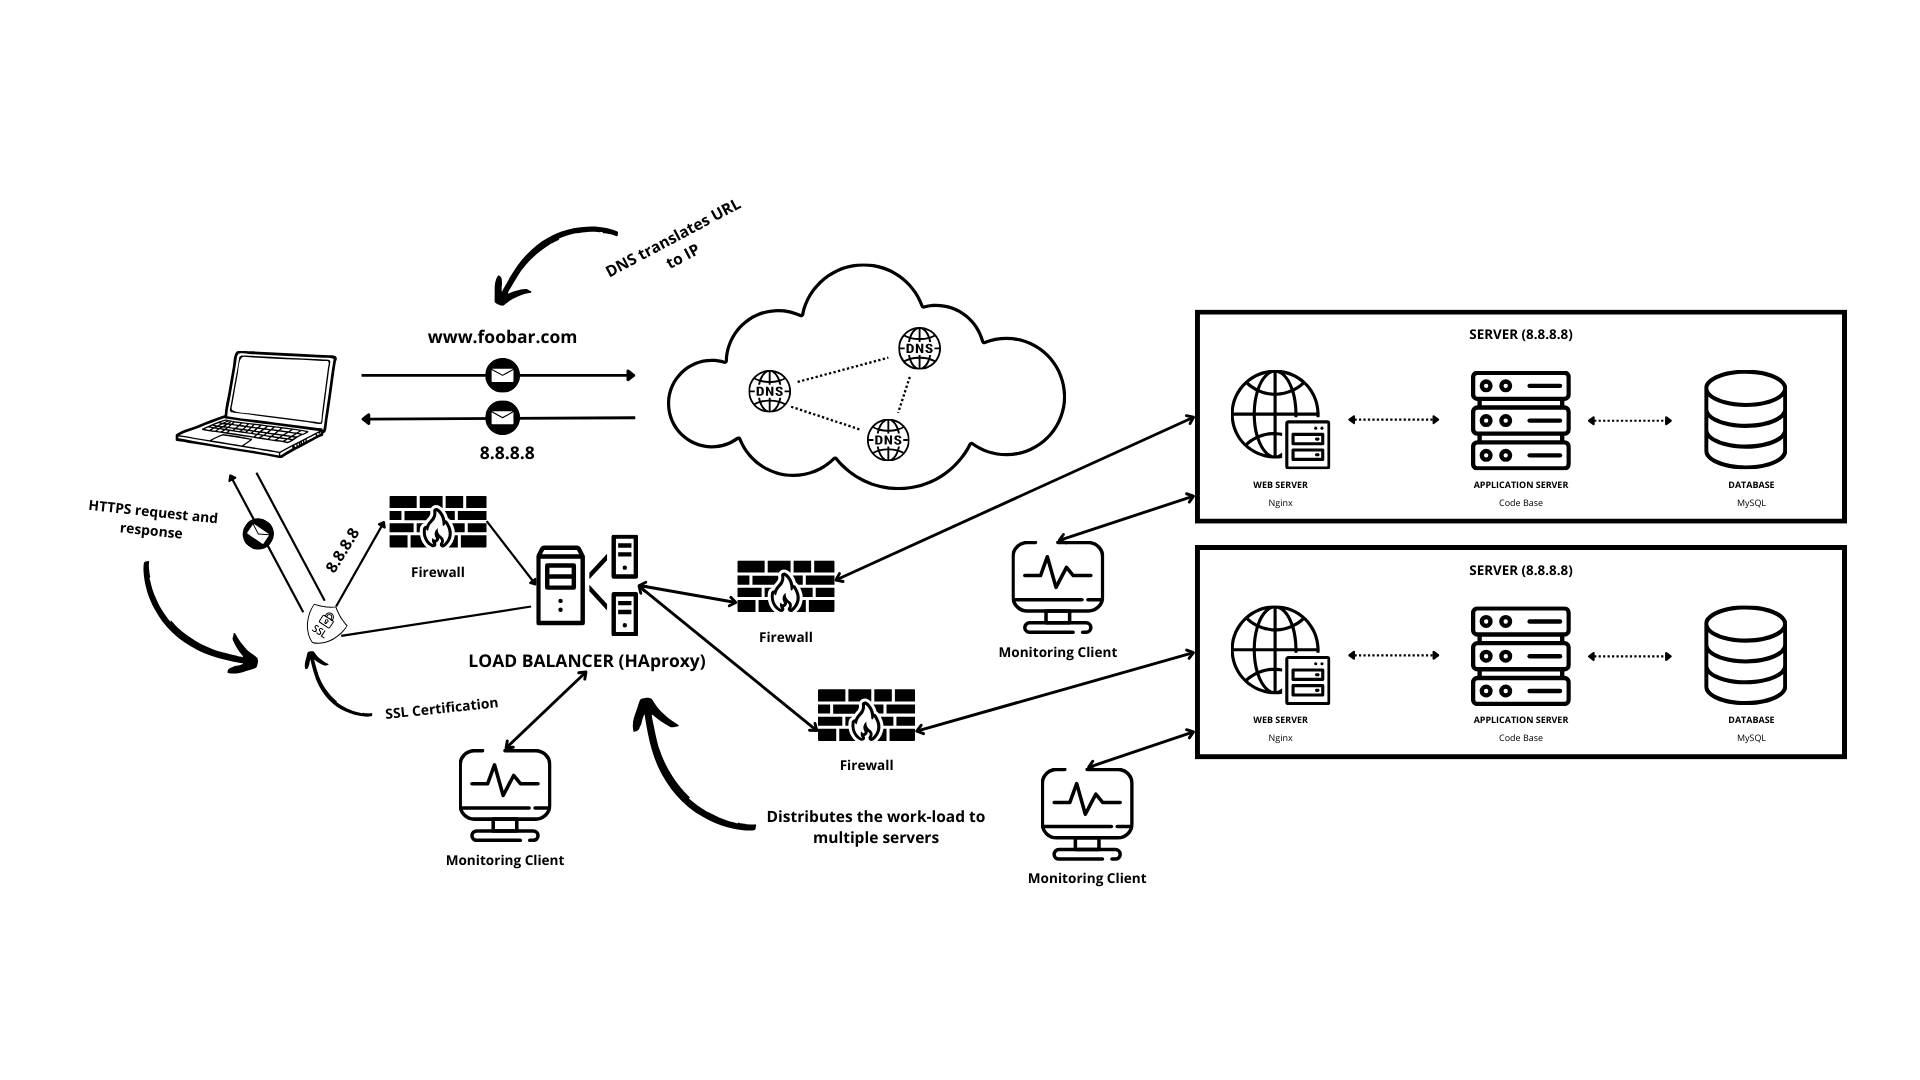 DNS translates URL
to IP
www.foobar.com
8.8.8.8
DNS
DNS
DNS
HTTPS request and
response
8.8.8.8
Firewall
SSL
LOAD BALANCER (HAproxy)
SSL Certification
Monitoring Client
Firewall
Firewall
Distributes the work-load to
multiple servers
Monitoring Client
Monitoring Client
SERVER (8.8.8.8)
WEB SERVER
Nginx
APPLICATION SERVER
Code Base
DATABASE
MySQL
SERVER (8.8.8.8)
WEB SERVER
Nginx
APPLICATION SERVER
Code Base
DATABASE
MySQL